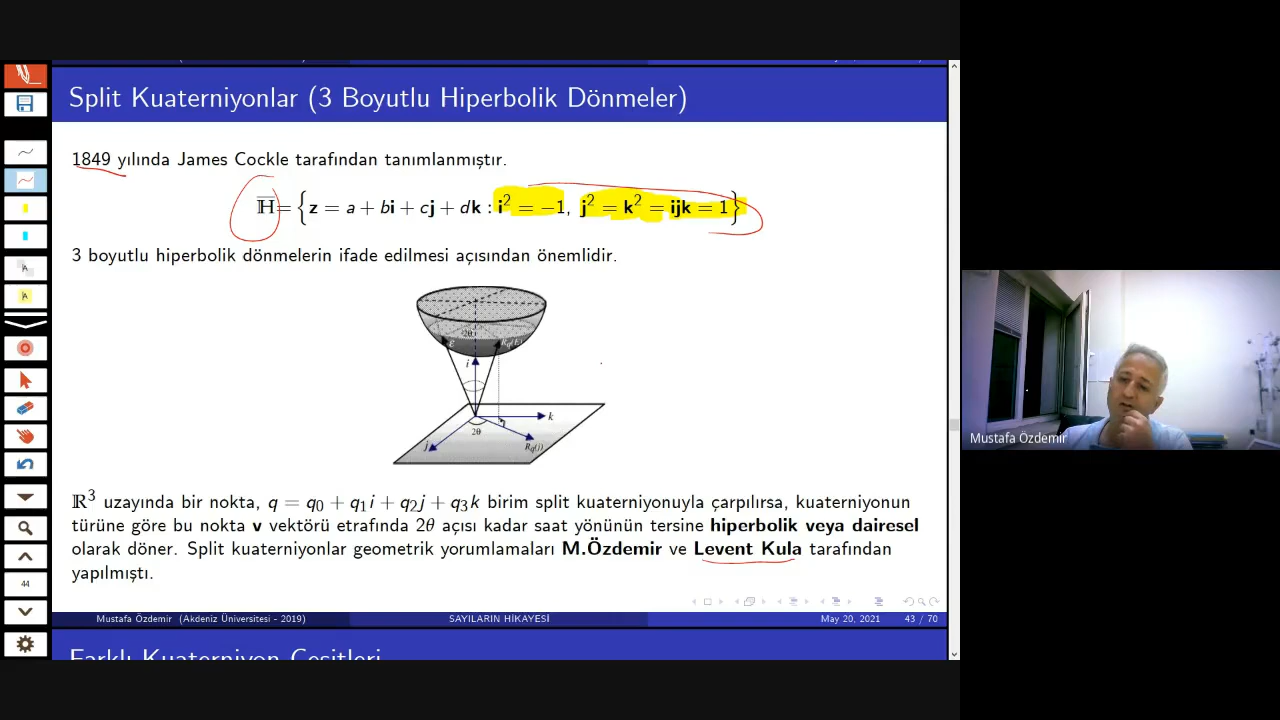 Split Kuaterniyonlar (3 Boyutlu Hiperbolik Dönmeler)
1849 yılında James Cockle tarafından tanımlanmıştır.
H̅ = { z = a + bi + cj + dk : i² = −1, j² = k² = ijk = 1 }
3 boyutlu hiperbolik dönmelerin ifade edilmesi açısından önemlidir.
2θ
ε
R_q(ε)
i
k
2θ
j
R_q(j)
ℝ³ uzayında bir nokta, q = q₀ + q₁i + q₂j + q₃k birim split kuaterniyonuyla çarpılırsa, kuaterniyonun
türüne göre bu nokta v vektörü etrafında 2θ açısı kadar saat yönünün tersine hiperbolik veya dairesel
olarak döner. Split kuaterniyonlar geometrik yorumlamaları M.Özdemir ve Levent Kula tarafından
yapılmıştı.
Mustafa Özdemir (Akdeniz Üniversitesi - 2019)
SAYILARIN HİKAYESİ
May 20, 2021
43 / 70
Farklı Kuaterniyon Çeşitleri
A
A
44
Mustafa Özdemir